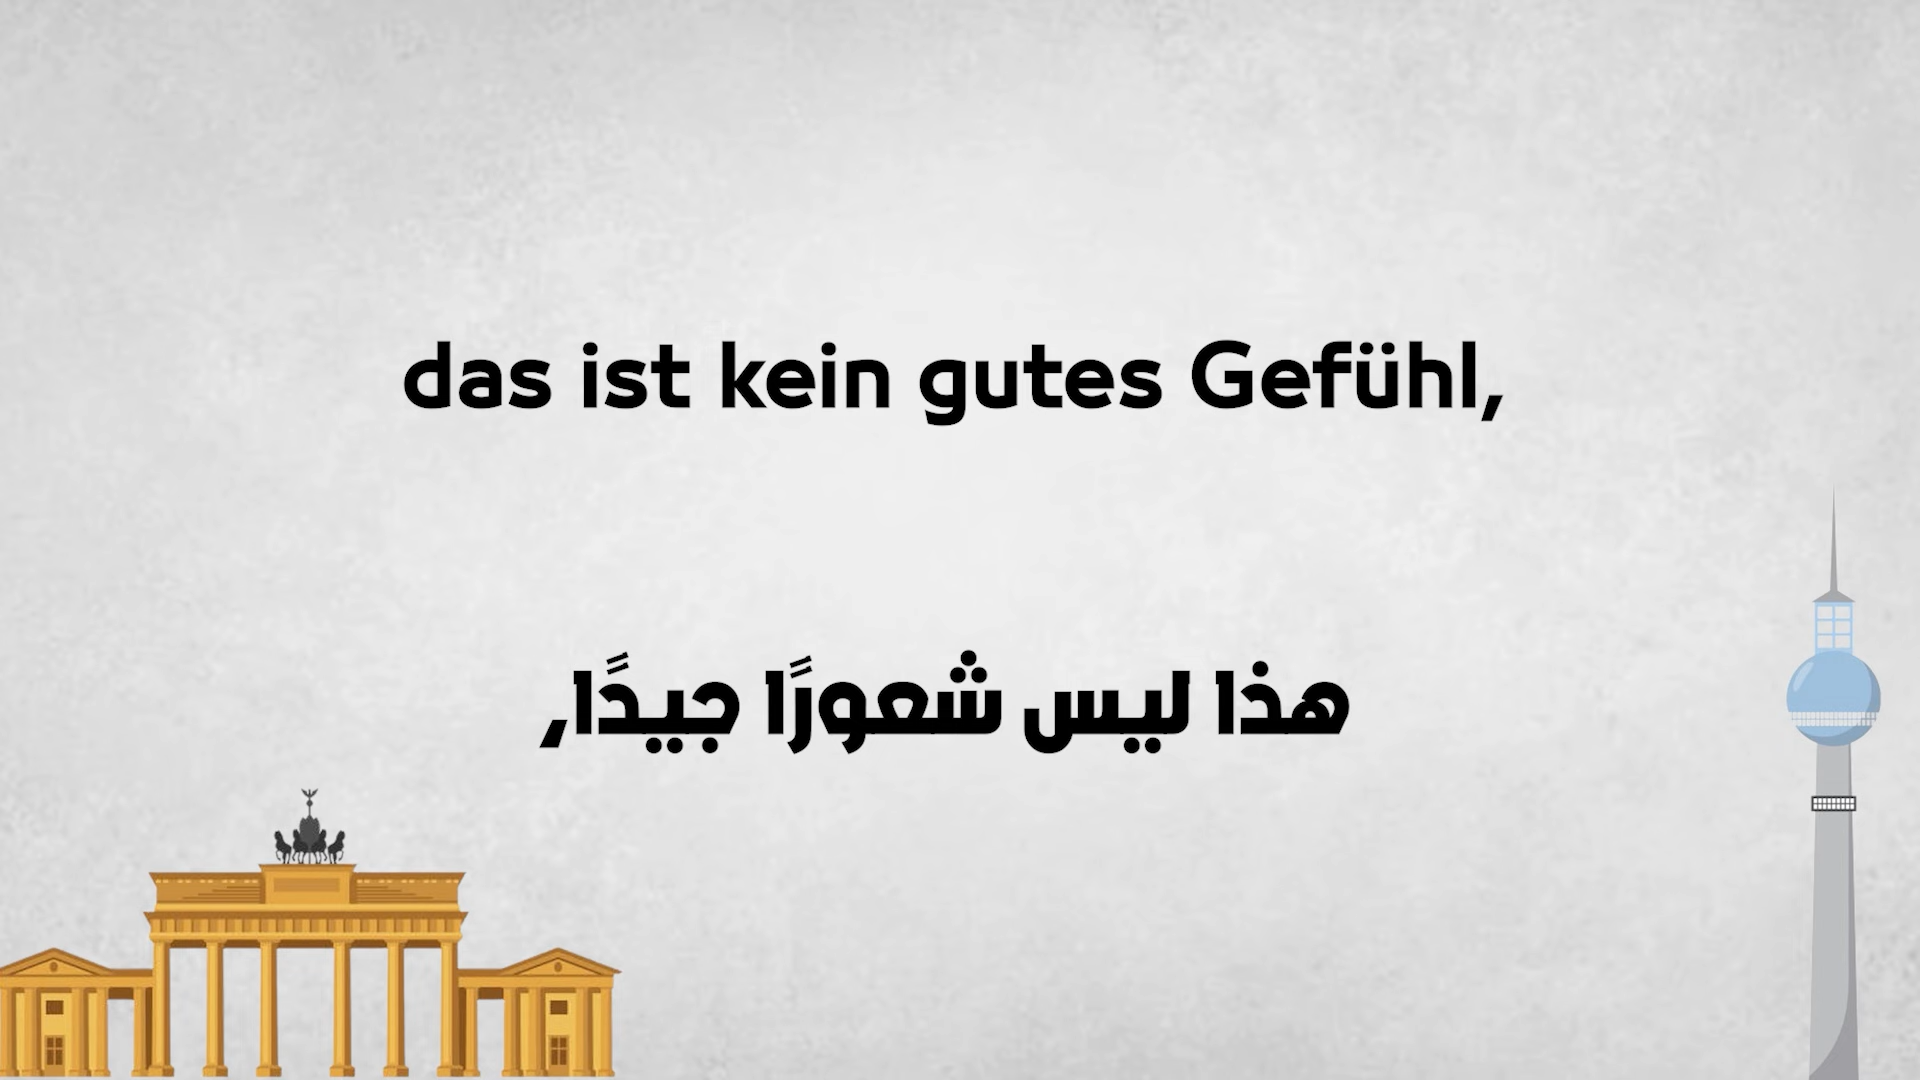 das ist kein gutes Gefühl,
هذا ليس شعورًا جيدًا,